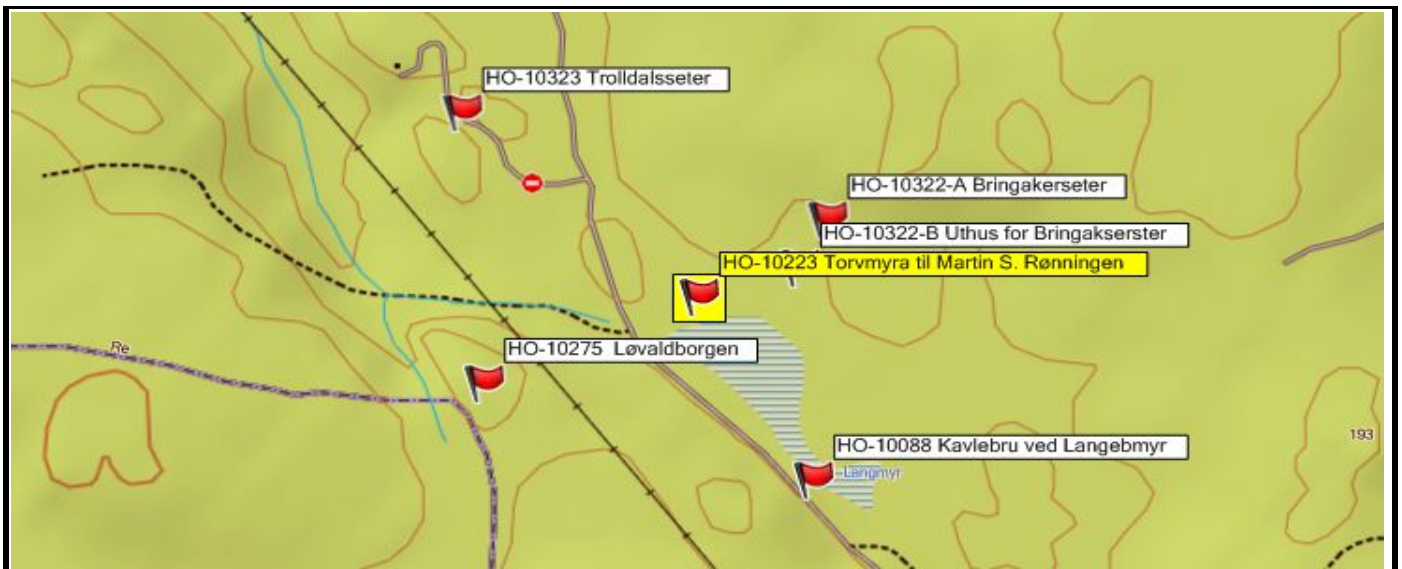 HO-10323 Trolldalsseter
HO-10322-A Bringakerseter
HO-10322-B Uthus for Bringakserster
HO-10223 Torvmyra til Martin S. Rønningen
Re
HO-10275 Løvaldborgen
193
HO-10088 Kavlebru ved Langebmyr
Langmyr